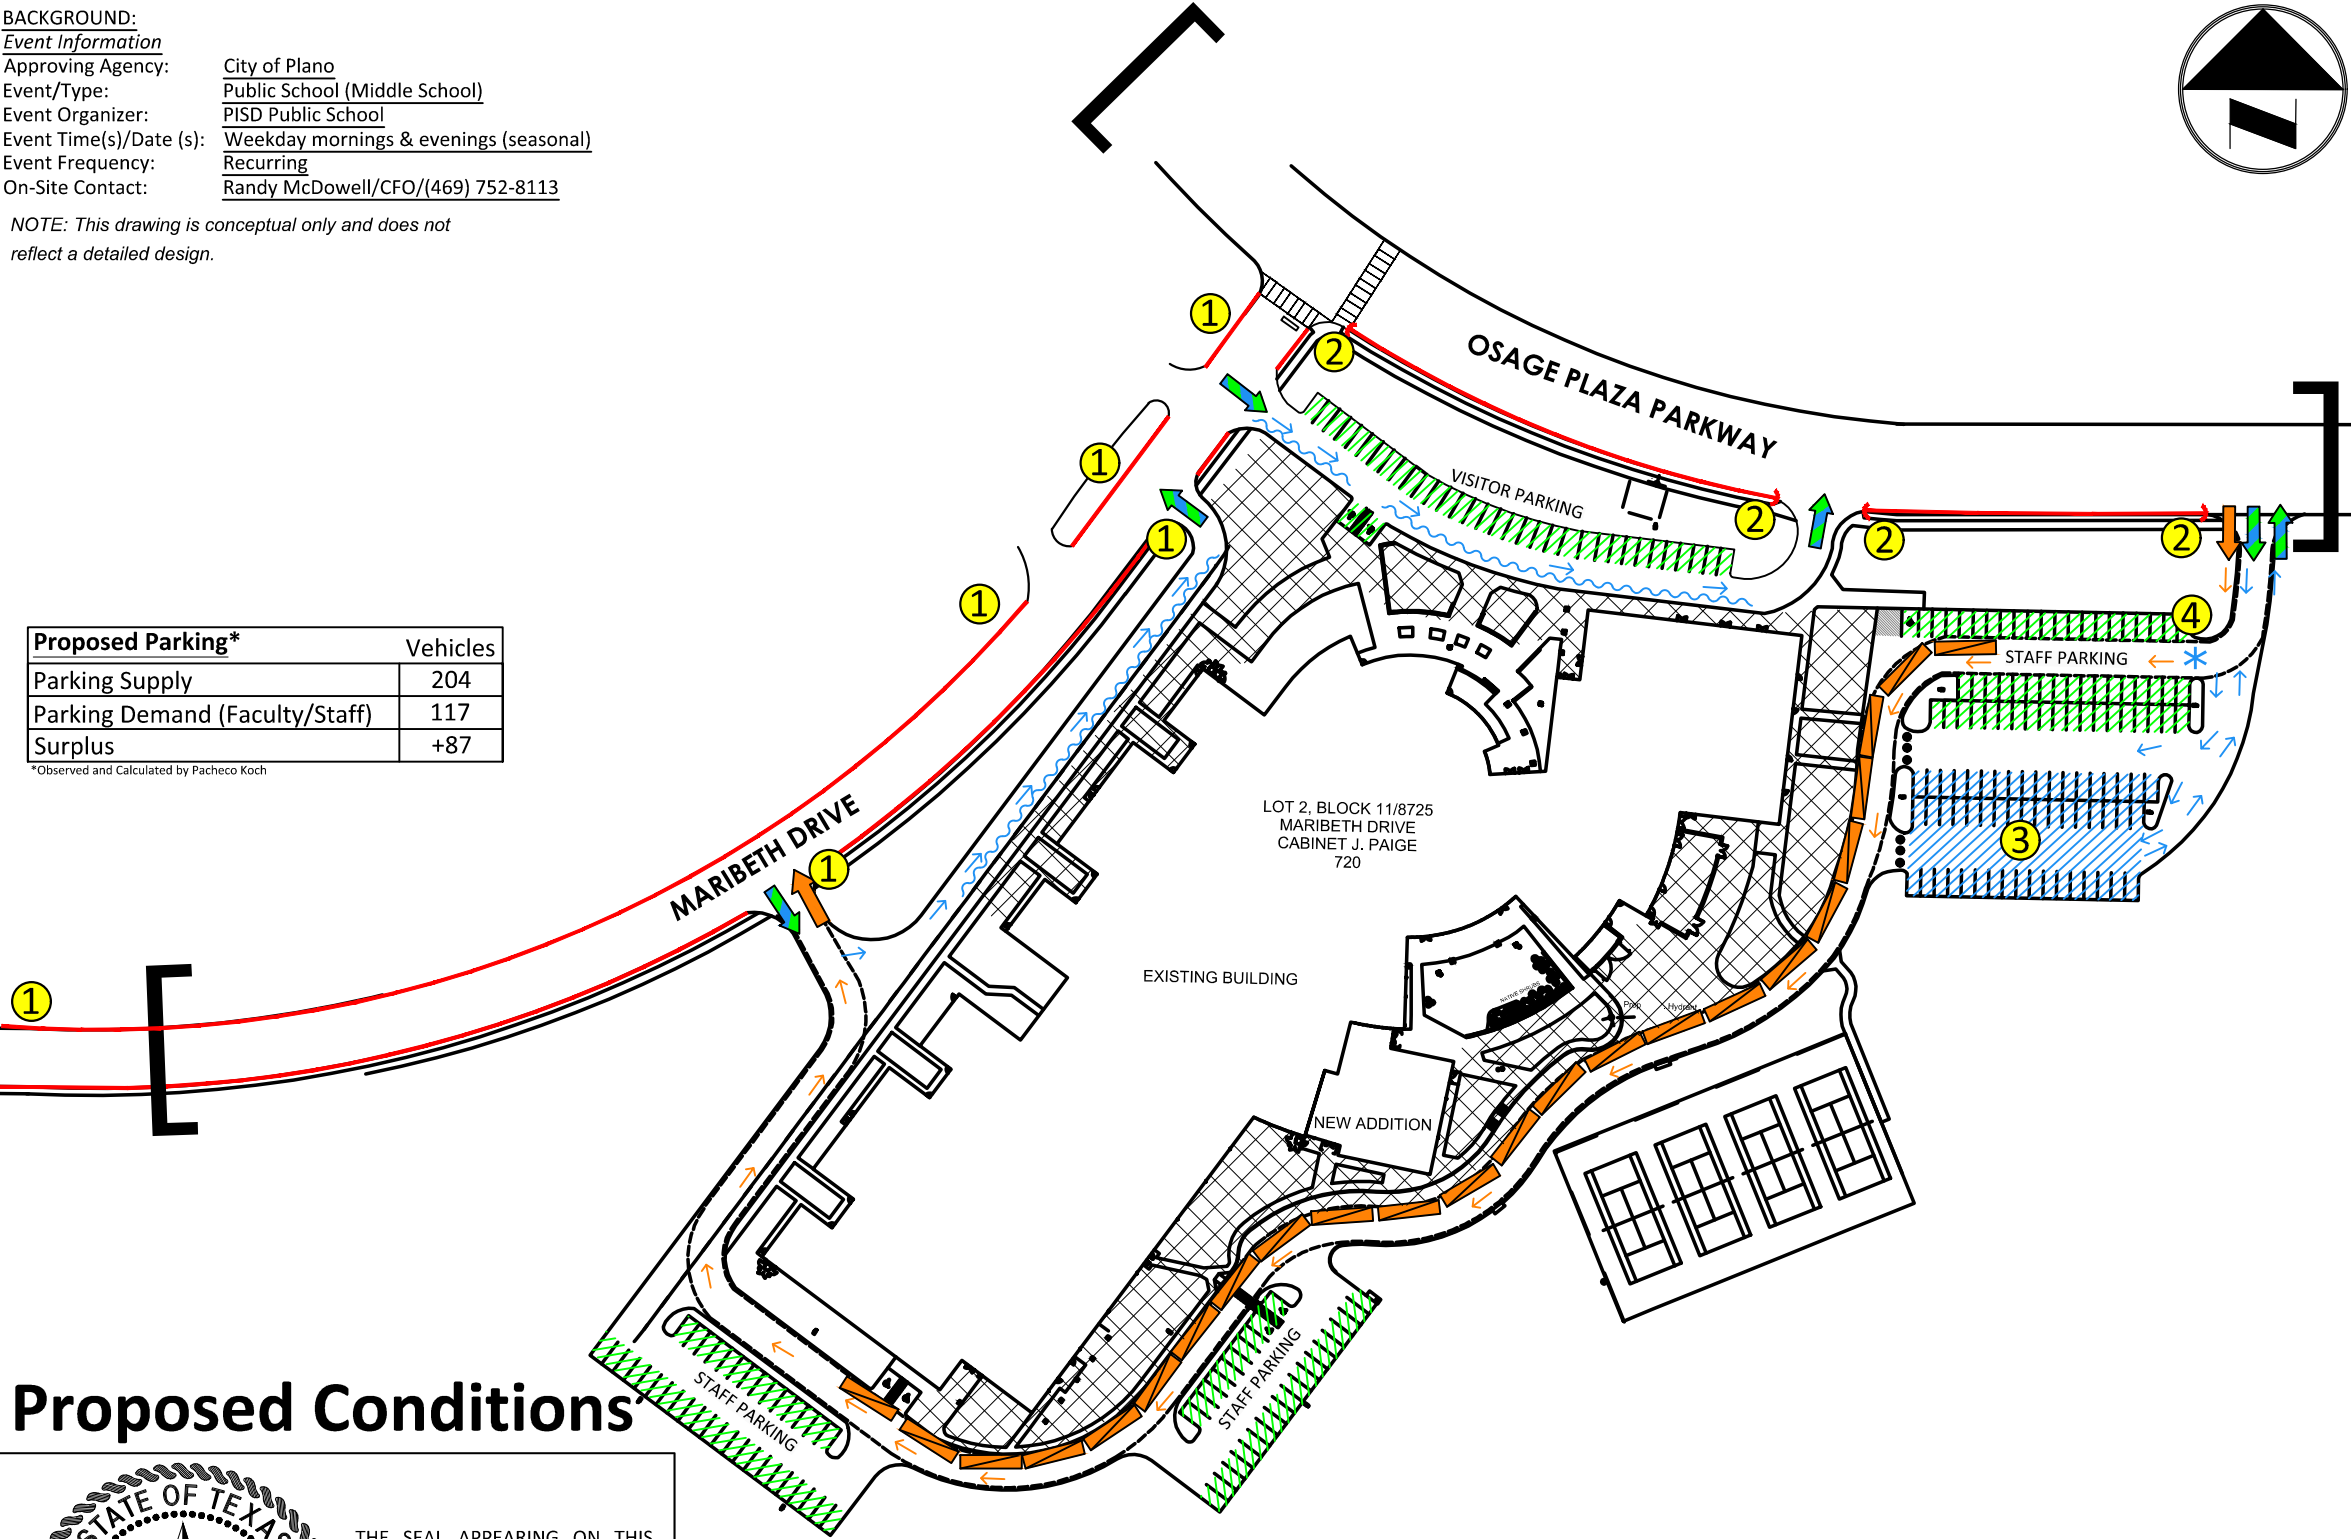 BACKGROUND:
Event Information
Approving Agency: City of Plano
Event/Type: Public School (Middle School)
Event Organizer: PISD Public School
Event Time(s)/Date (s): Weekday mornings & evenings (seasonal)
Event Frequency: Recurring
On-Site Contact: Randy McDowell/CFO/(469) 752-8113
NOTE: This drawing is conceptual only and does not
reflect a detailed design.
N
1
2
OSAGE PLAZA PARKWAY
1
VISITOR PARKING
2
1
2
2
1
4
STAFF PARKING
*
Proposed Parking* Vehicles
Parking Supply 204
Parking Demand (Faculty/Staff) 117
Surplus +87
*Observed and Calculated by Pacheco Koch
MARIBETH DRIVE
1
LOT 2, BLOCK 11/8725
MARIBETH DRIVE
CABINET J. PAIGE
720
3
EXISTING BUILDING
NATIVE SHRUBS
Prop Hydrant
1
NEW ADDITION
STAFF PARKING
STAFF PARKING
Proposed Conditions
STATE OF TEXAS
THE SEAL APPEARING ON THIS